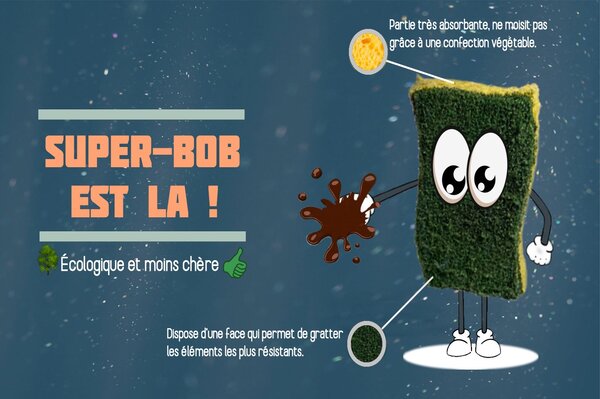 Partie très absorbante, ne moisit pas
grâce à une confection végétable.
SUPER-BOB
EST LA !
Écologique et moins chère
Dispose d'une face qui permet de gratter
les éléments les plus résistants.